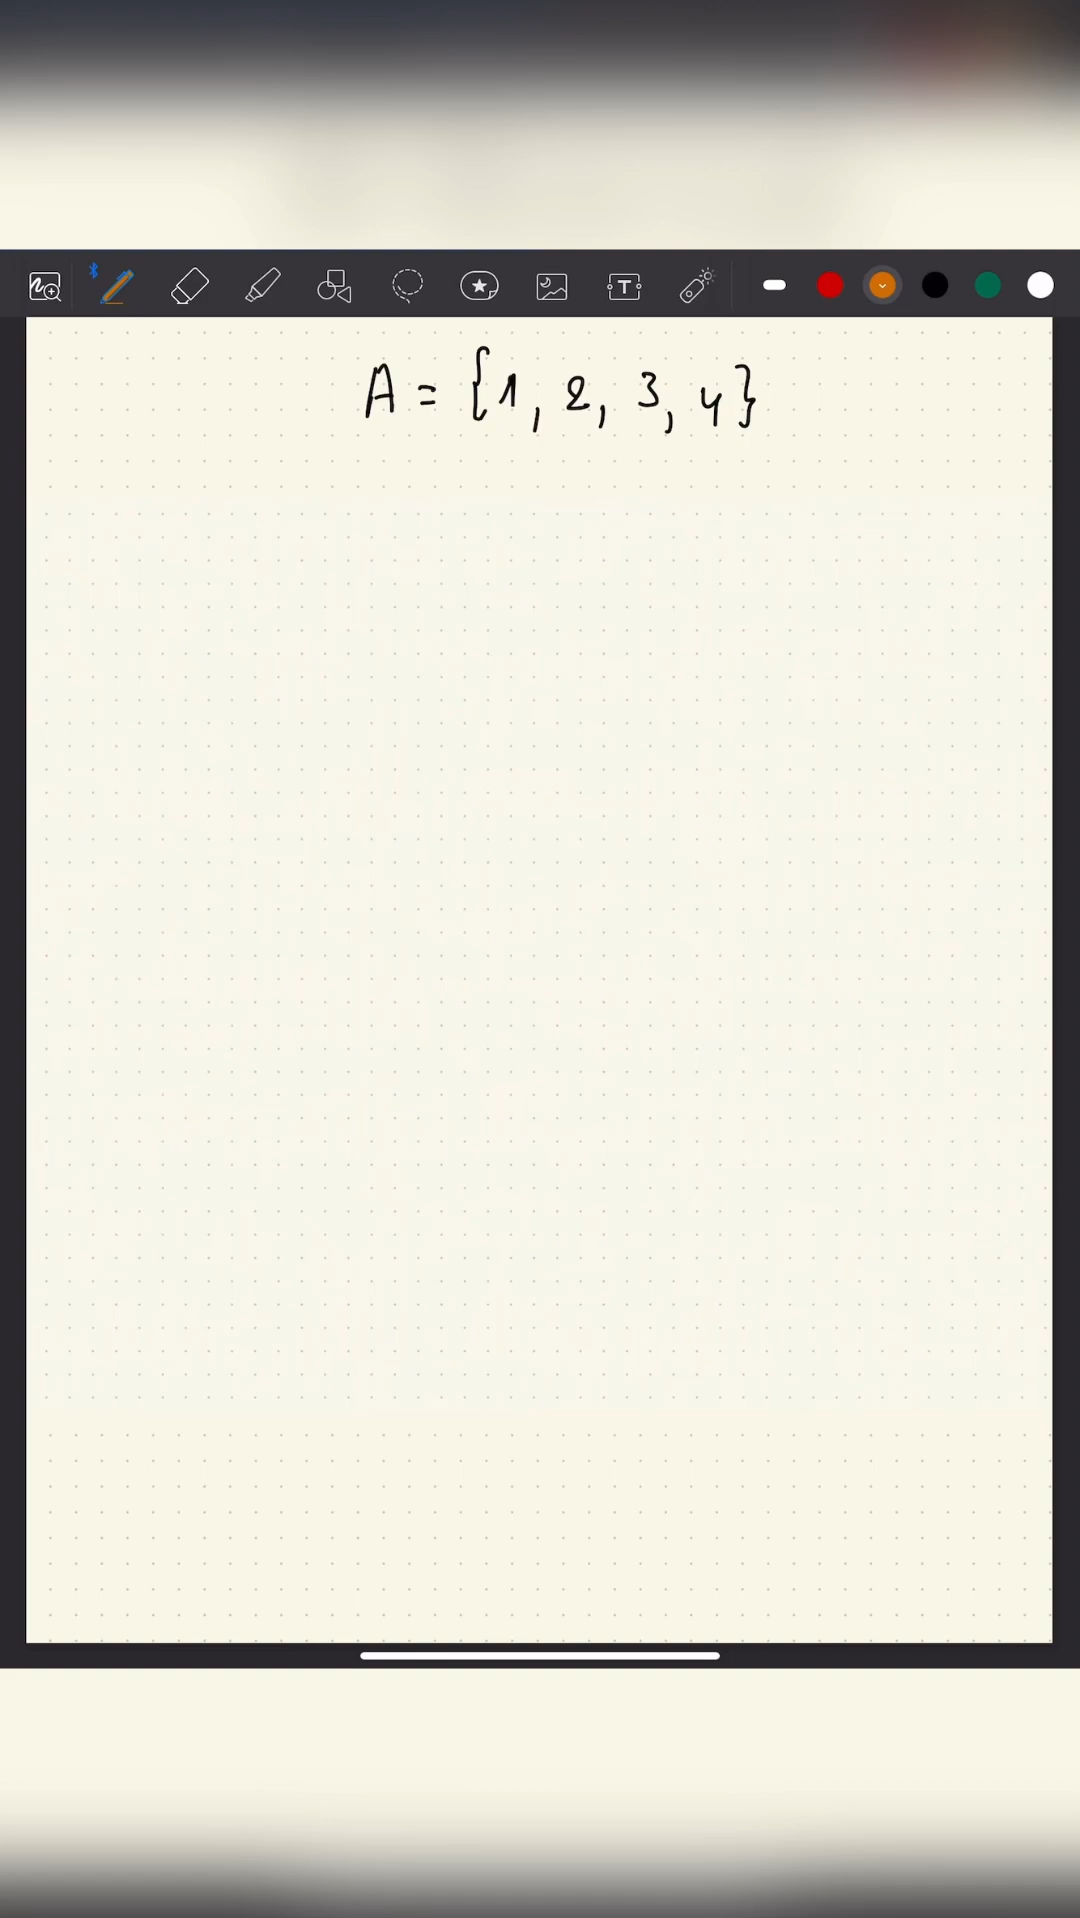 A = {1, 2, 3, 4}